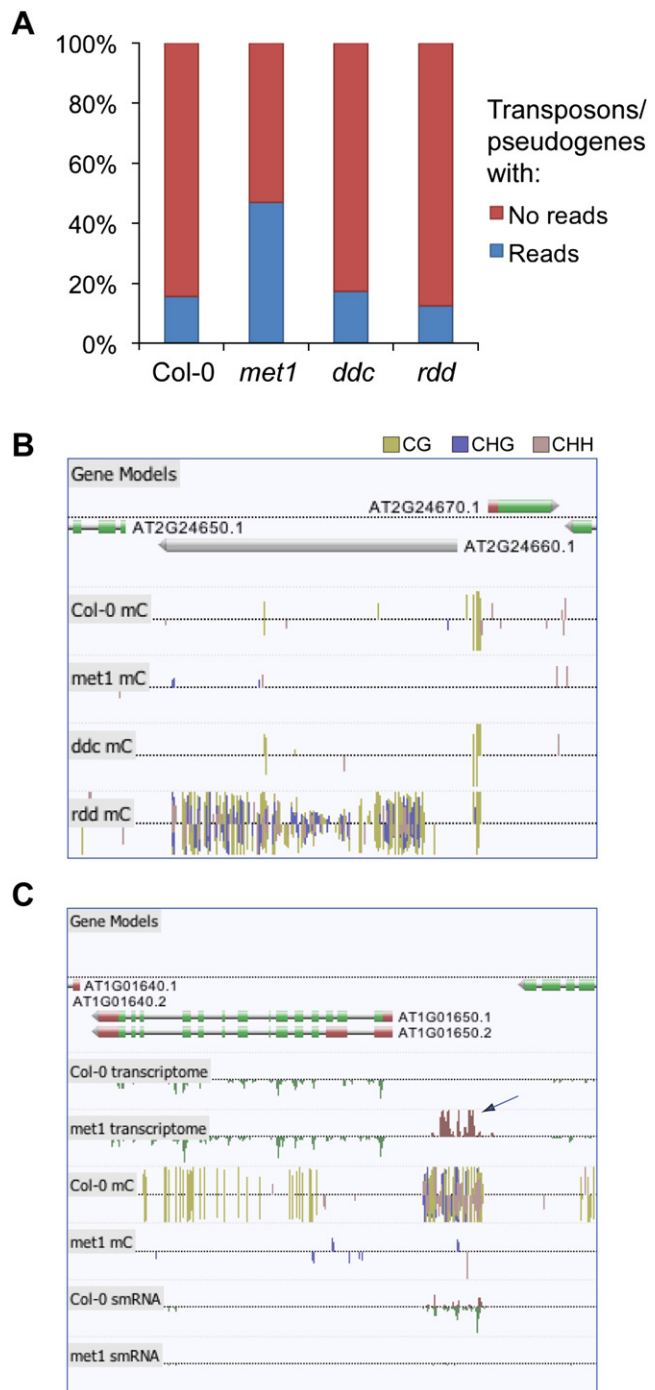 A
100%
80%
60%
40%
20%
0%
Col-0 met1 ddc rdd
Transposons/
pseudogenes
with:
No reads
Reads
B
CG CHG CHH
Gene Models
AT2G24670.1
AT2G24650.1
AT2G24660.1
Col-0 mC
met1 mC
ddc mC
rdd mC
C
Gene Models
AT1G01640.1
AT1G01640.2
AT1G01650.1
AT1G01650.2
Col-0 transcriptome
met1 transcriptome
Col-0 mC
met1 mC
Col-0 smRNA
met1 smRNA